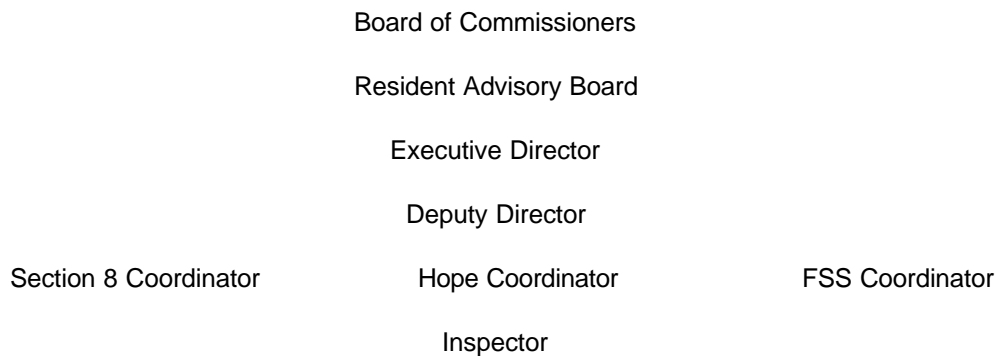 Board of Commissioners
Resident Advisory Board
Executive Director
Deputy Director
Section 8 Coordinator Hope Coordinator FSS Coordinator
Inspector